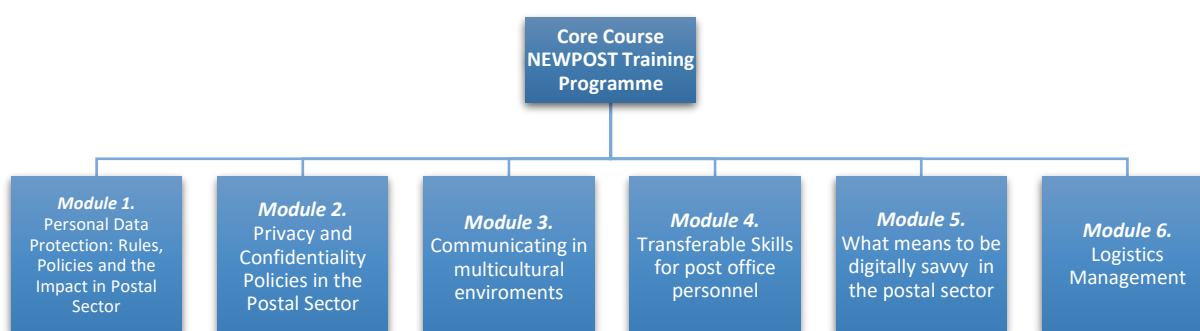 Core Course
NEWPOST Training
Programme
Module 1.
Personal Data
Protection: Rules,
Policies and the
Impact in Postal
Sector
Module 2.
Privacy and
Confidentiality
Policies in the
Postal Sector
Module 3.
Communicating in
multicultural
enviroments
Module 4.
Transferable Skills
for post office
personnel
Module 5.
What means to be
digitally savvy in
the postal sector
Module 6.
Logistics
Management